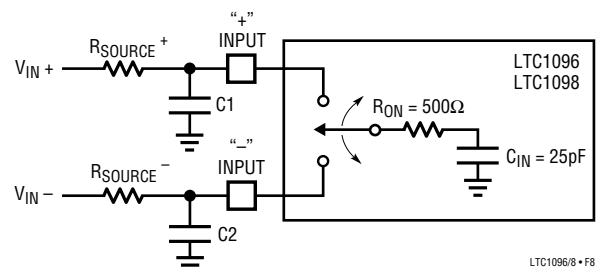 "+"
INPUT
RSOURCE +
VIN +
C1
LTC1096
LTC1098
RON = 500Ω
CIN = 25pF
"–"
INPUT
RSOURCE –
VIN –
C2
LTC1096/8 • F8